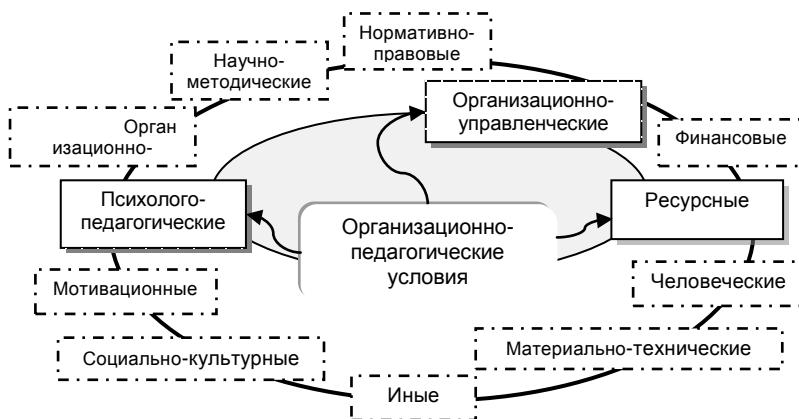 Нормативно-
правовые
Научно-
методические
Организационно-
управленческие
Орган
изационно-
Финансовые
Психолого-
педагогические
Ресурсные
Организационно-
педагогические
условия
Мотивационные
Человеческие
Социально-культурные
Материально-технические
Иные